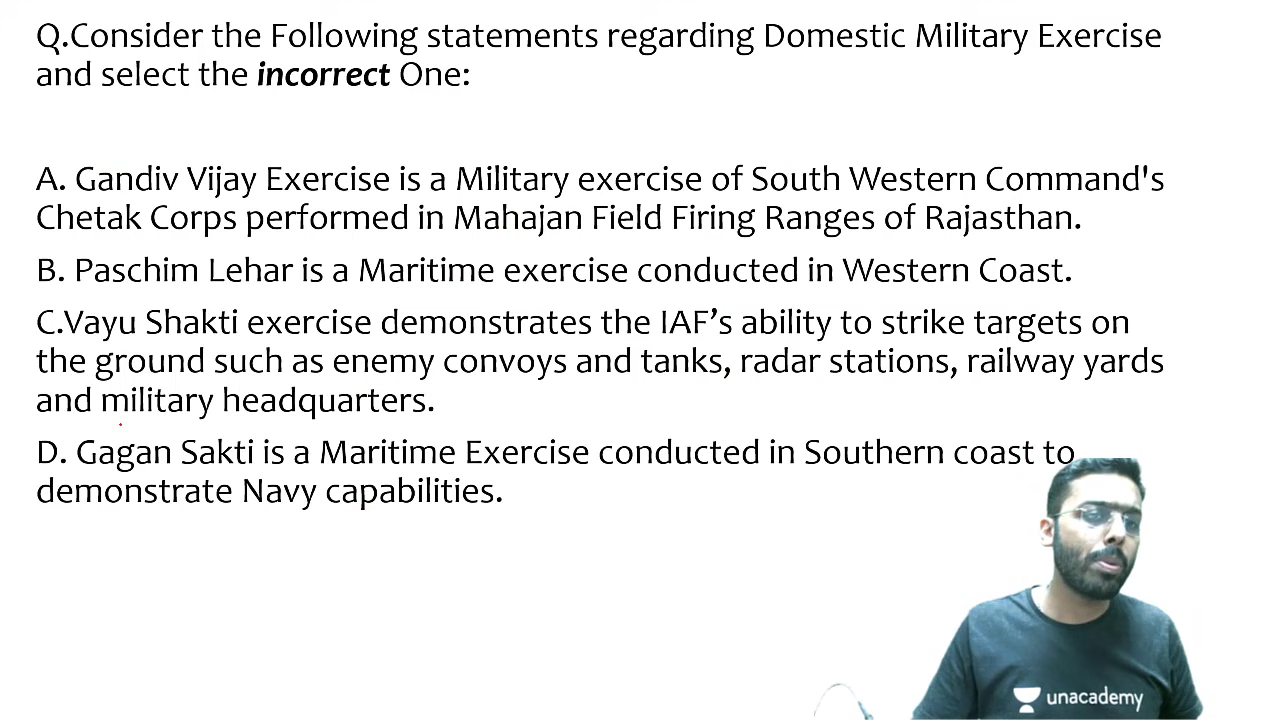 Q.Consider the Following statements regarding Domestic Military Exercise
and select the incorrect One:
A. Gandiv Vijay Exercise is a Military exercise of South Western Command's
Chetak Corps performed in Mahajan Field Firing Ranges of Rajasthan.
B. Paschim Lehar is a Maritime exercise conducted in Western Coast.
C.Vayu Shakti exercise demonstrates the IAF’s ability to strike targets on
the ground such as enemy convoys and tanks, radar stations, railway yards
and military headquarters.
D. Gagan Sakti is a Maritime Exercise conducted in Southern coast to
demonstrate Navy capabilities.
unacademy